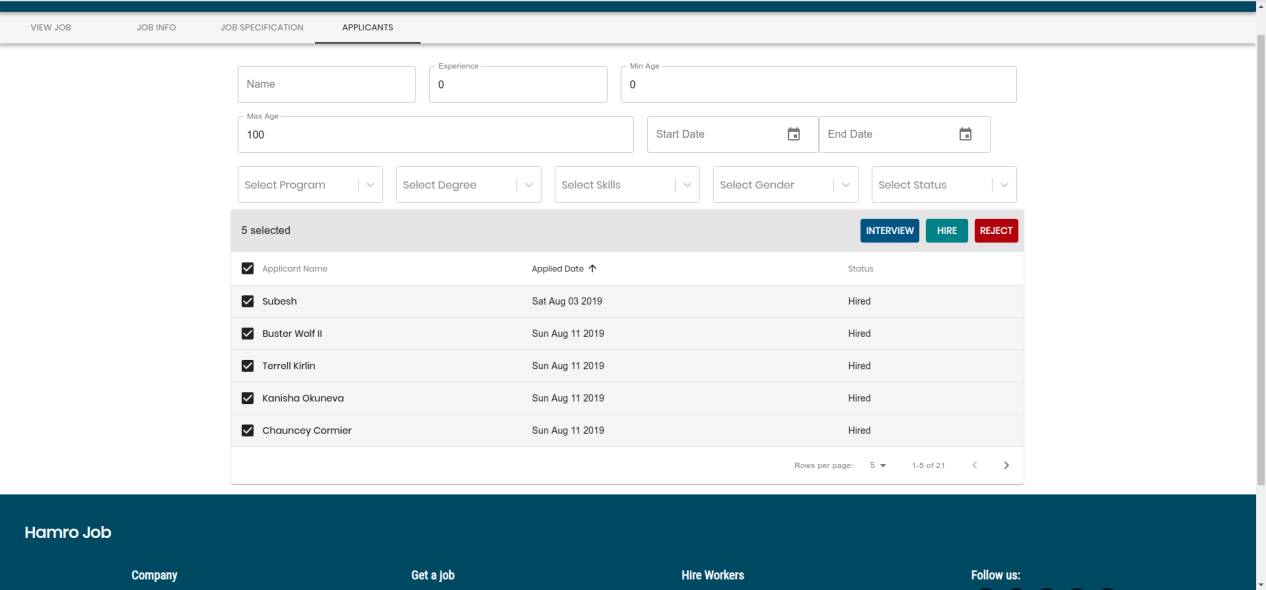 VIEW JOB JOB INFO JOB SPECIFICATION APPLICANTS
Name Experience 0 Min Age 0
Max Age 100 Start Date End Date
Select Program Select Degree Select Skills Select Gender Select Status
5 selected INTERVIEW HIRE REJECT
Applicant Name Applied Date Status
Subesh Sat Aug 03 2019 Hired
Buster Wolf II Sun Aug 11 2019 Hired
Terrell Kirlin Sun Aug 11 2019 Hired
Kanisha Okuneva Sun Aug 11 2019 Hired
Chauncey Cormier Sun Aug 11 2019 Hired
Rows per page: 5 1-5 of 21
Hamro Job
Company Get a job Hire Workers Follow us: